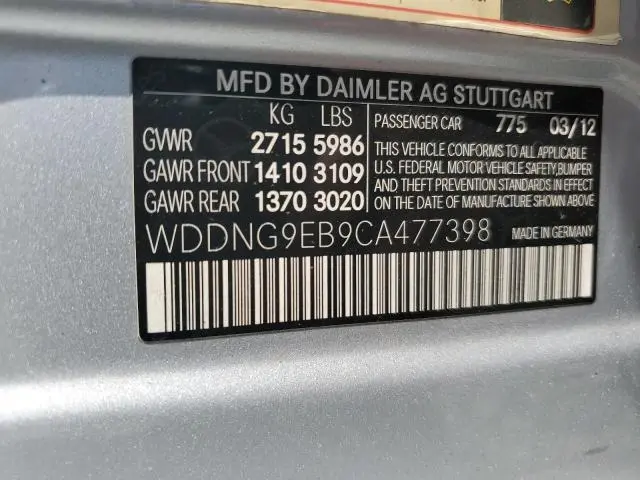 MFD BY DAIMLER AG STUTTGART
KG LBS
GVWR 2715 5986
GAWR FRONT 1410 3109
GAWR REAR 1370 3020
PASSENGER CAR 775 03/12
THIS VEHICLE CONFORMS TO ALL APPLICABLE
U.S. FEDERAL MOTOR VEHICLE SAFETY,BUMPER
AND THEFT PREVENTION STANDARDS IN EFFECT
ON THE DATE OF MANUFACTURE SHOWN ABOVE
WDDNG9EB9CA477398 MADE IN GERMANY